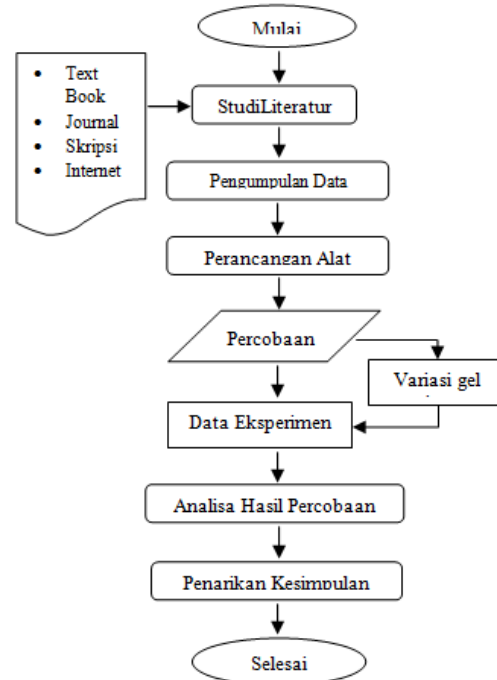 Mulai
• Text
Book
• Journal
• Skripsi
• Internet
StudiLiteratur
Pengumpulan Data
Perancangan Alat
Percobaan
Variasi gel
Data Eksperimen
Analisa Hasil Percobaan
Penarikan Kesimpulan
Selesai